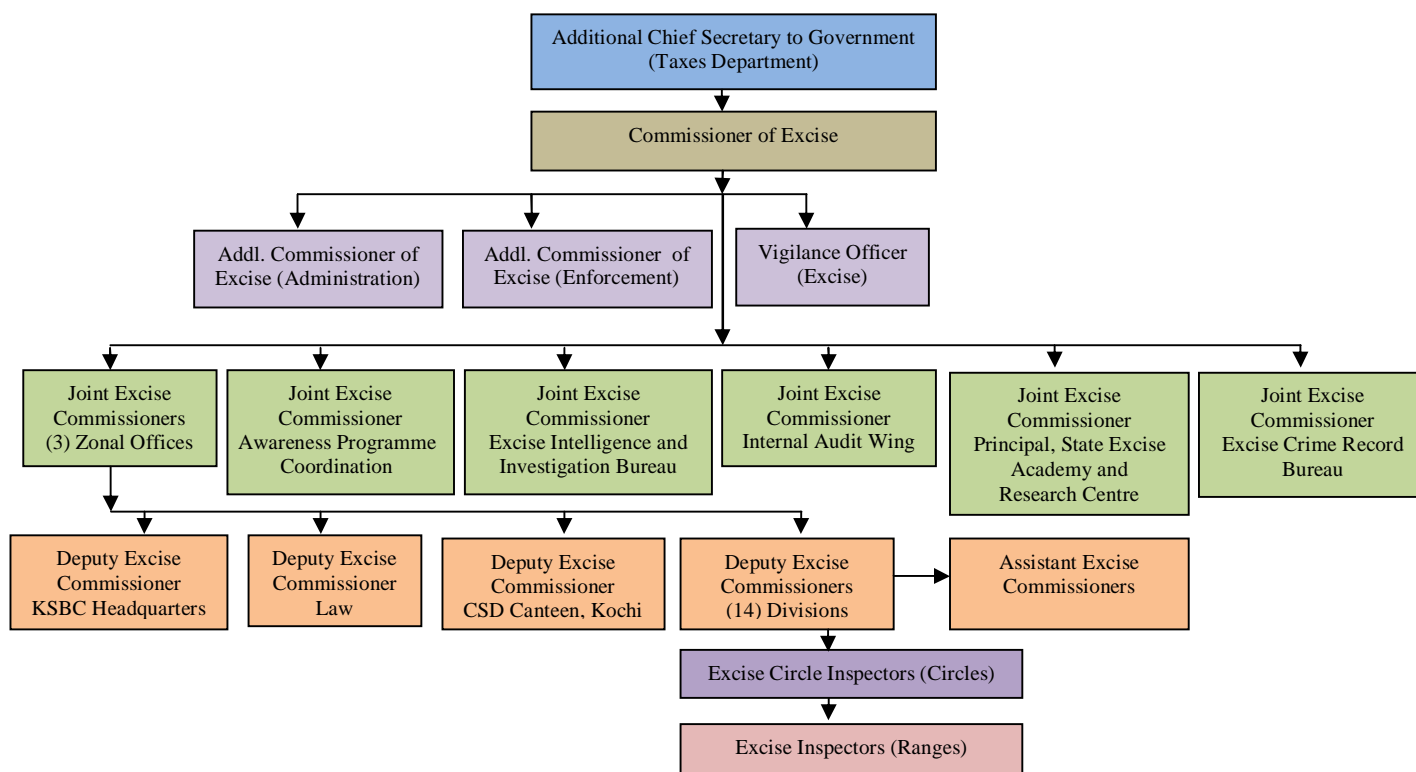 Additional Chief Secretary to Government
(Taxes Department)
Commissioner of Excise
Addl. Commissioner of
Excise (Administration)
Addl. Commissioner of
Excise (Enforcement)
Vigilance Officer
(Excise)
Joint Excise
Commissioners
(3) Zonal Offices
Joint Excise
Commissioner
Awareness Programme
Coordination
Joint Excise
Commissioner
Excise Intelligence and
Investigation Bureau
Joint Excise
Commissioner
Internal Audit Wing
Joint Excise
Commissioner
Principal, State Excise
Academy and
Research Centre
Joint Excise
Commissioner
Excise Crime Record
Bureau
Deputy Excise
Commissioner
KSBC Headquarters
Deputy Excise
Commissioner
Law
Deputy Excise
Commissioner
CSD Canteen, Kochi
Deputy Excise
Commissioners
(14) Divisions
Assistant Excise
Commissioners
Excise Circle Inspectors (Circles)
Excise Inspectors (Ranges)